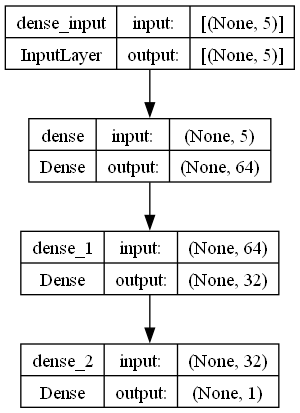 dense_input input: [(None, 5)]
InputLayer output: [(None, 5)]
dense input: (None, 5)
Dense output: (None, 64)
dense_1 input: (None, 64)
Dense output: (None, 32)
dense_2 input: (None, 32)
Dense output: (None, 1)